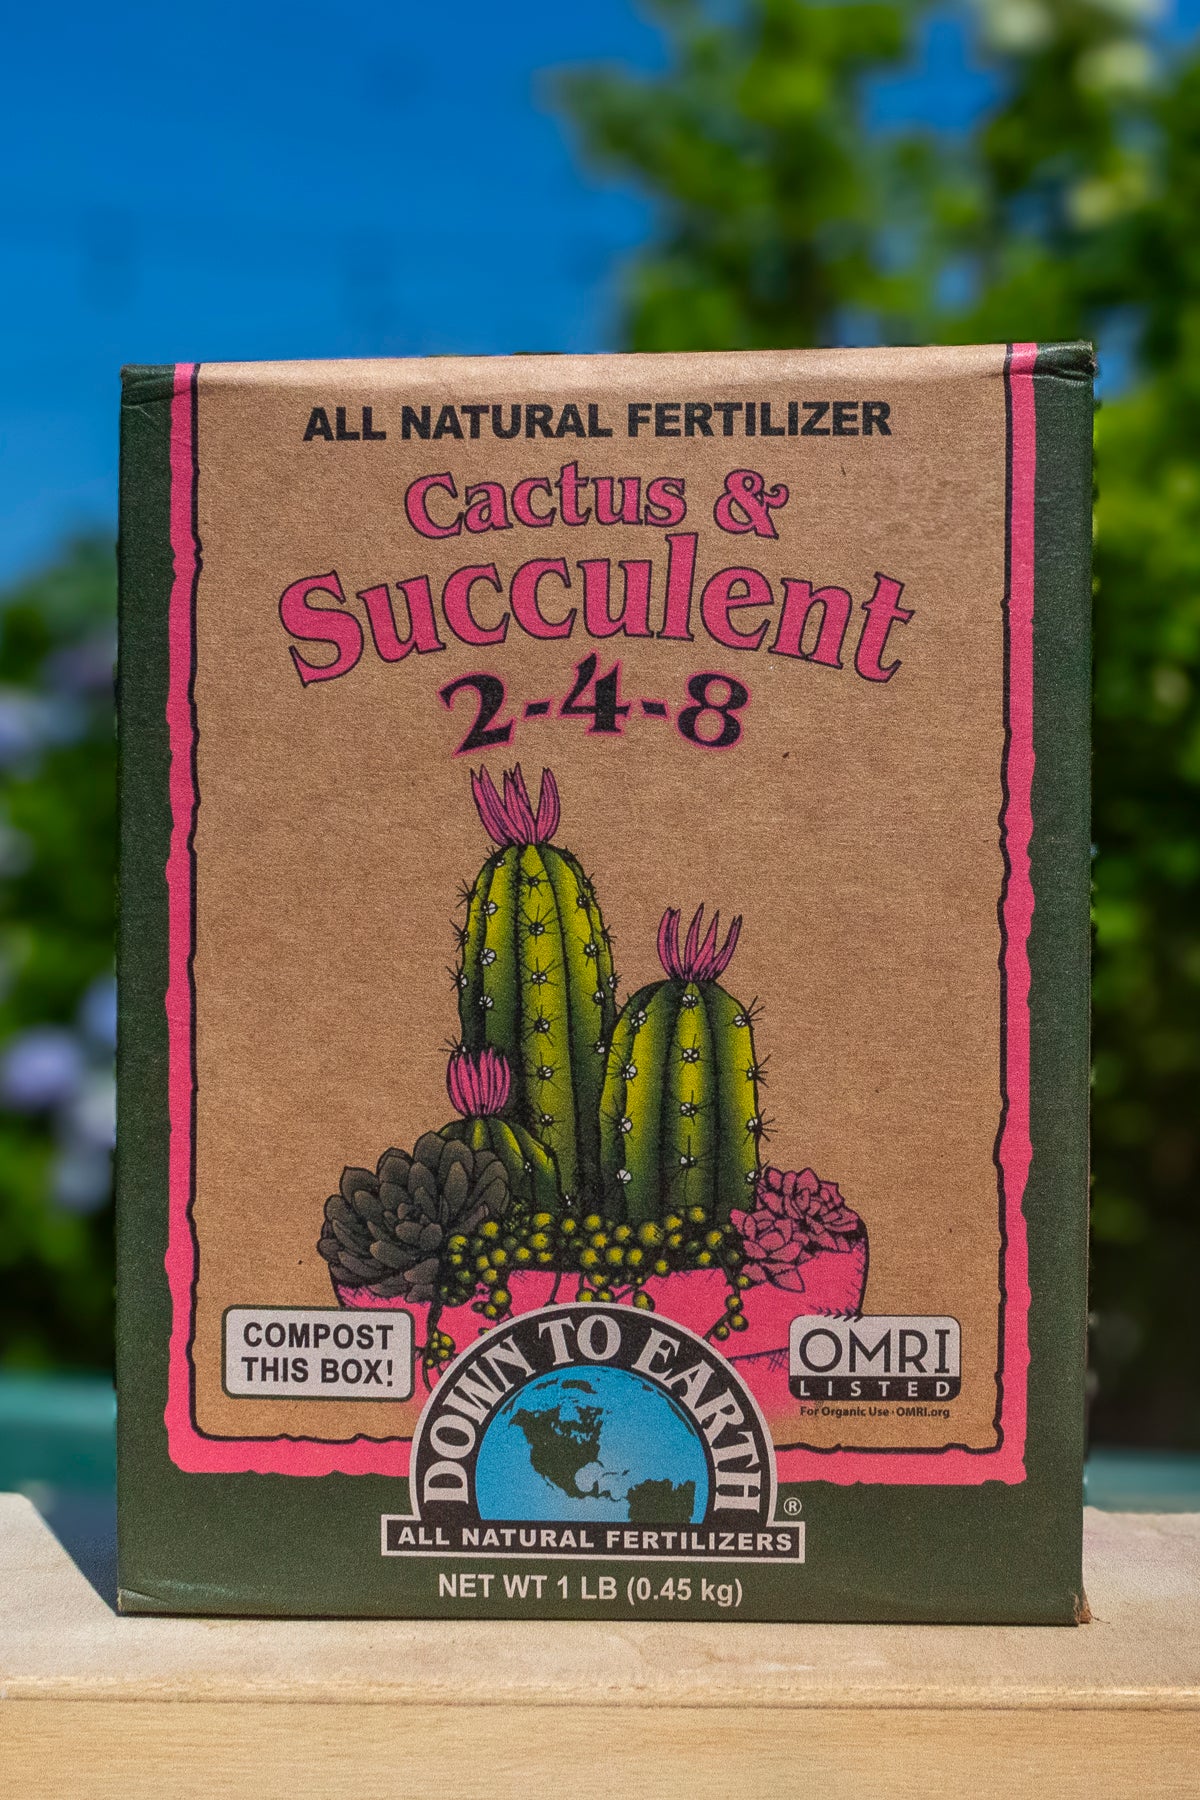 ALL NATURAL FERTILIZER
Cactus &
Succulent
2-4-8
COMPOST
THIS BOX!
OMRI
LISTED
For Organic Use · OMRI.org
DOWN TO EARTH
®
ALL NATURAL FERTILIZERS
NET WT 1 LB (0.45 kg)